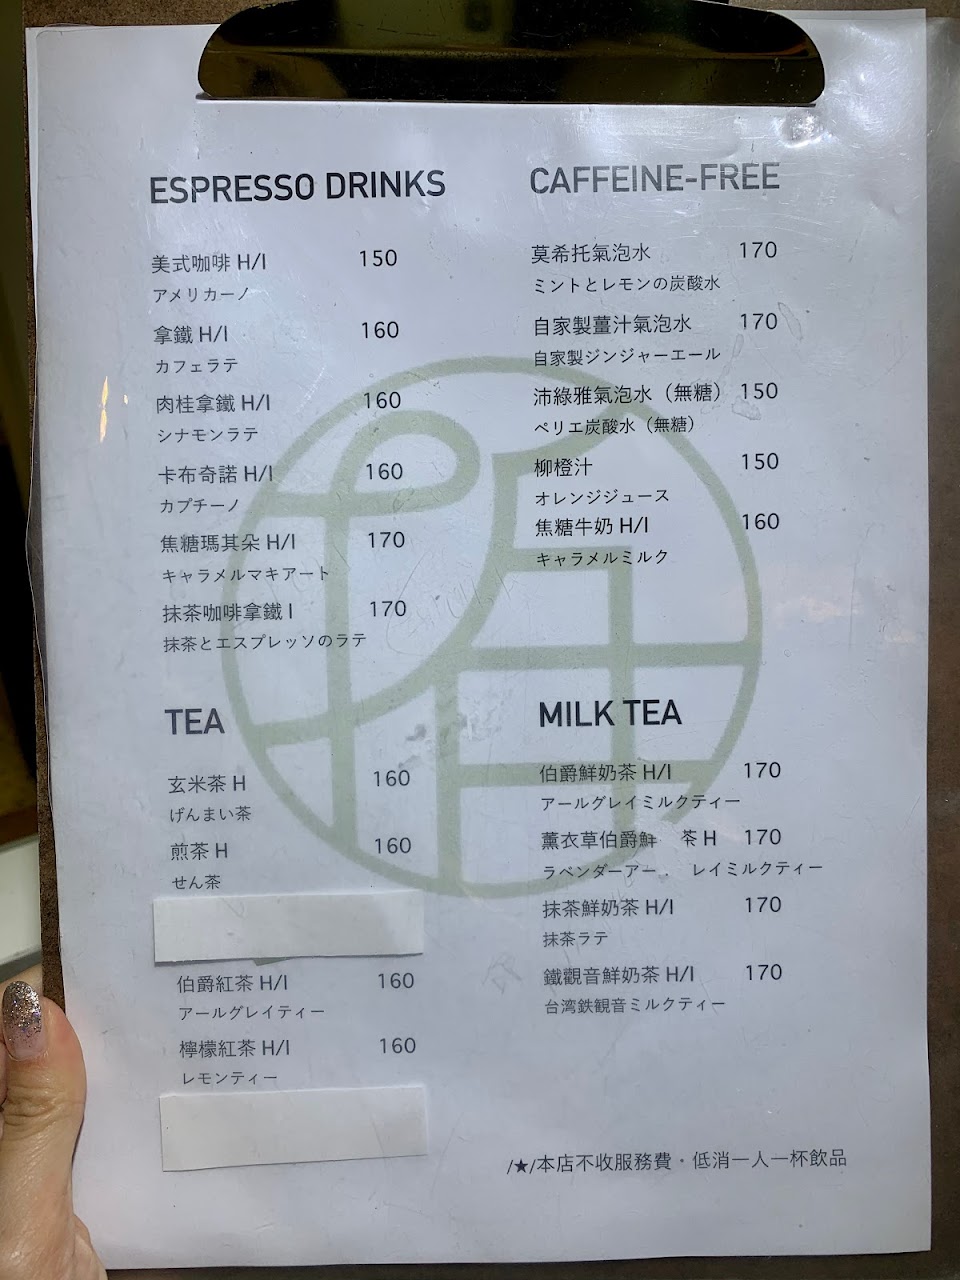 ESPRESSO DRINKS
美式咖啡 H/I 150
アメリカーノ
拿鐵 H/I 160
カフェラテ
肉桂拿鐵 H/I 160
シナモンラテ
卡布奇諾 H/I 160
カプチーノ
焦糖瑪其朵 H/I 170
キャラメルマキアート
抹茶咖啡拿鐵 I 170
抹茶とエスプレッソのラテ
TEA
玄米茶 H 160
げんまい茶
煎茶 H 160
せん茶
伯爵紅茶 H/I 160
アールグレイティー
檸檬紅茶 H/I 160
レモンティー
CAFFEINE-FREE
莫希托氣泡水 170
ミントとレモンの炭酸水
自家製薑汁氣泡水 170
自家製ジンジャーエール
沛綠雅氣泡水（無糖） 150
ペリエ炭酸水（無糖）
柳橙汁 150
オレンジジュース
焦糖牛奶 H/I 160
キャラメルミルク
MILK TEA
伯爵鮮奶茶 H/I 170
アールグレイミルクティー
薰衣草伯爵鮮 茶 H 170
ラベンダーアー レイミルクティー
抹茶鮮奶茶 H/I 170
抹茶ラテ
鐵觀音鮮奶茶 H/I 170
台湾鉄観音ミルクティー
/★/本店不收服務費・低消一人一杯飲品